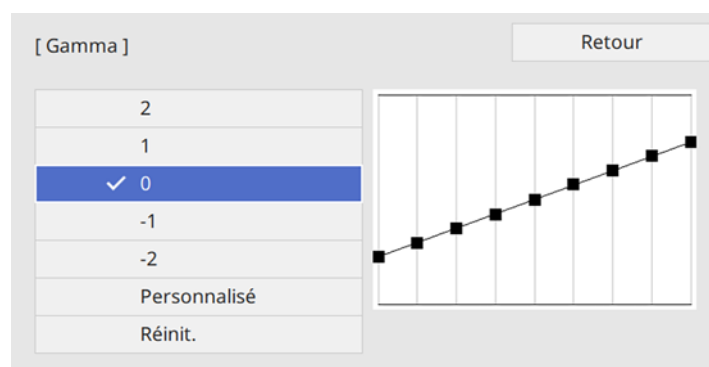 [ Gamma ]
Retour
2
1
0
-1
-2
Personnalisé
Réinit.